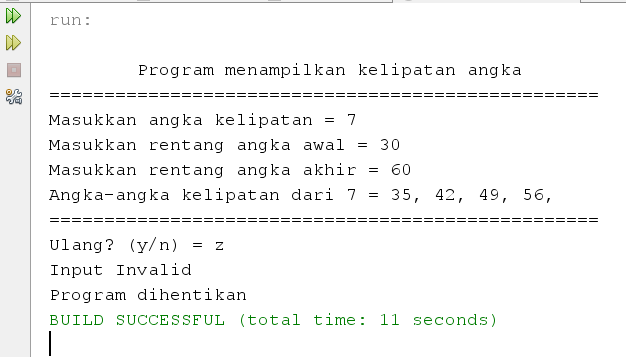 run:
Program menampilkan kelipatan angka
==================================================
Masukkan angka kelipatan = 7
Masukkan rentang angka awal = 30
Masukkan rentang angka akhir = 60
Angka-angka kelipatan dari 7 = 35, 42, 49, 56,
==================================================
Ulang? (y/n) = z
Input Invalid
Program dihentikan
BUILD SUCCESSFUL (total time: 11 seconds)